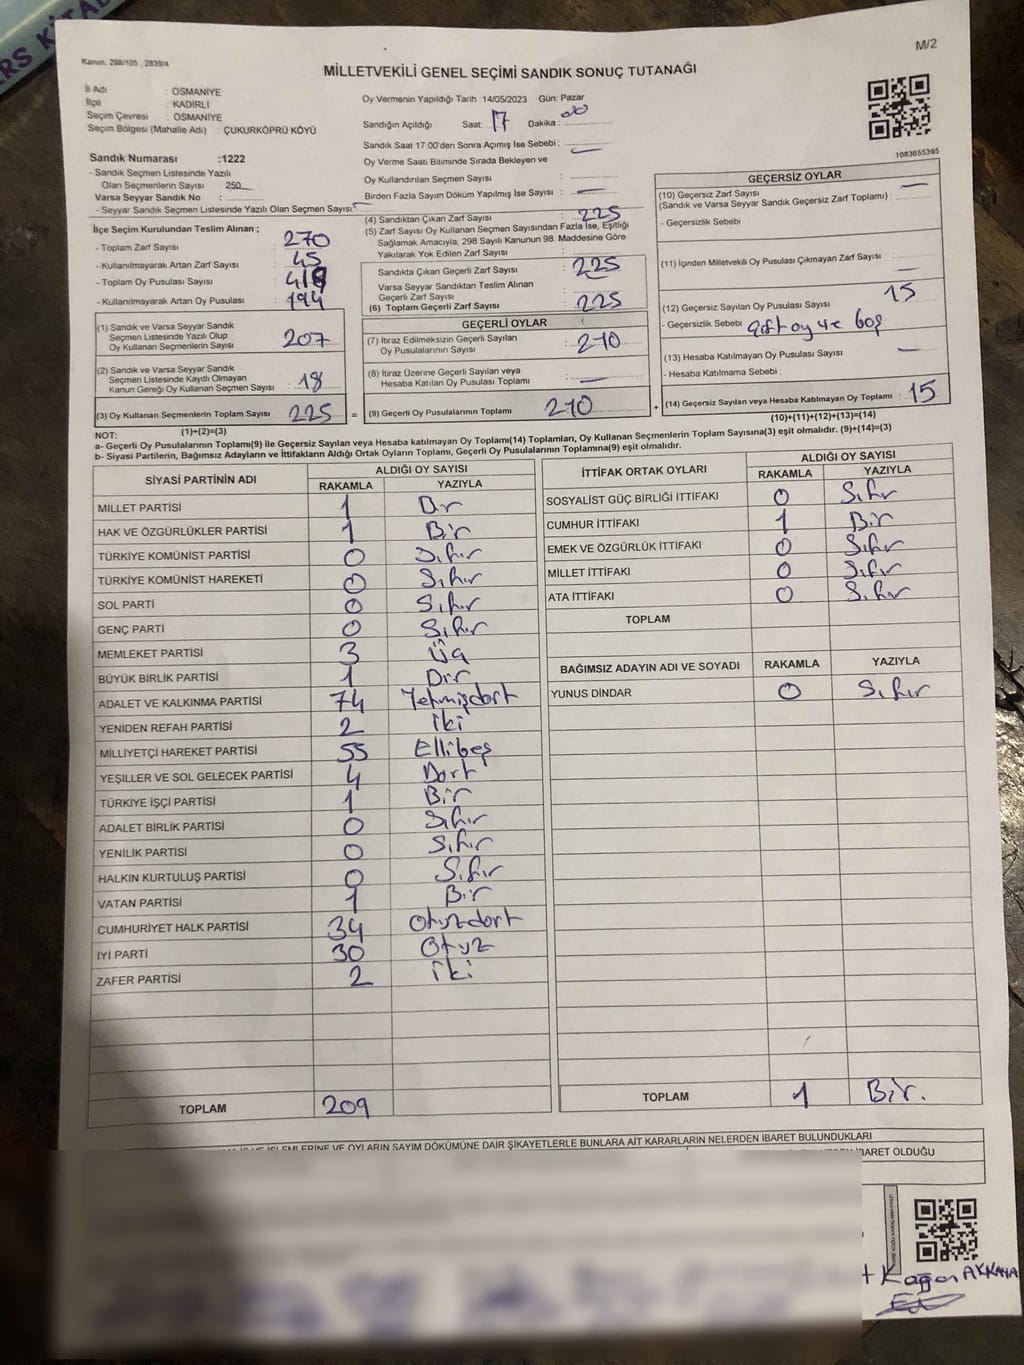 M/2
Kanun, 298/105 , 2839/4
MİLLETVEKİLİ GENEL SEÇİMİ SANDIK SONUÇ TUTANAĞI
İl Adı : OSMANİYE
İlçe : KADİRLİ
Seçim Çevresi : OSMANİYE
Seçim Bölgesi (Mahalle Adı) : ÇUKURKÖPRÜ KÖYÜ
Sandık Numarası :1222
- Sandık Seçmen Listesinde Yazılı
Olan Seçmenlerin Sayısı 250
Varsa Seyyar Sandık No :
- Seyyar Sandık Seçmen Listesinde Yazılı Olan Seçmen Sayısı
Oy Vermenin Yapıldığı Tarih :14/05/2023 Gün: Pazar
Sandığın Açıldığı Saat: 17 Dakika : 00
Sandık Saat 17:00'den Sonra Açılmış İse Sebebi :
Oy Verme Saati Bitiminde Sırada Bekleyen ve
Oy Kullandırılan Seçmen Sayısı :
Birden Fazla Sayım Döküm Yapılmış İse Sayısı :
1083655395
İlçe Seçim Kurulundan Teslim Alınan ;
- Toplam Zarf Sayısı : 270
- Kullanılmayarak Artan Zarf Sayısı : 45
- Toplam Oy Pusulası Sayısı :
- Kullanılmayarak Artan Oy Pusulası : 194
(1) Sandık ve Varsa Seyyar Sandık
Seçmen Listesinde Yazılı Olup
Oy Kullanan Seçmenlerin Sayısı : 207
(2) Sandık ve Varsa Seyyar Sandık
Seçmen Listesinde Kayıtlı Olmayan
Kanun Gereği Oy Kullanan Seçmen Sayısı : 18
(3) Oy Kullanan Seçmenlerin Toplam Sayısı : 225
(1)+(2)=(3)
(4) Sandıktan Çıkan Zarf Sayısı : 225
(5) Zarf Sayısı Oy Kullanan Seçmen Sayısından Fazla İse, Eşitliği
Sağlamak Amacıyla; 298 Sayılı Kanunun 98. Maddesine Göre
Yakılarak Yok Edilen Zarf Sayısı :
Sandıkta Çıkan Geçerli Zarf Sayısı : 225
Varsa Seyyar Sandıktan Teslim Alınan
Geçerli Zarf Sayısı :
(6) Toplam Geçerli Zarf Sayısı : 225
GEÇERLİ OYLAR
(7) İtiraz Edilmeksizin Geçerli Sayılan
Oy Pusulalarının Sayısı : 210
(8) İtiraz Üzerine Geçerli Sayılan veya
Hesaba Katılan Oy Pusulası Toplamı :
= (9) Geçerli Oy Pusulalarının Toplamı 210
GEÇERSİZ OYLAR
(10) Geçersiz Zarf Sayısı
(Sandık ve Varsa Seyyar Sandık Geçersiz Zarf Toplamı) :
- Geçersizlik Sebebi :
(11) İçinden Milletvekili Oy Pusulası Çıkmayan Zarf Sayısı :
(12) Geçersiz Sayılan Oy Pusulası Sayısı : 15
- Geçersizlik Sebebi : çift oy ve boş
(13) Hesaba Katılmayan Oy Pusulası Sayısı :
- Hesaba Katılmama Sebebi :
+ (14) Geçersiz Sayılan veya Hesaba Katılmayan Oy Toplamı : 15
(10)+(11)+(12)+(13)=(14)
NOT:
a- Geçerli Oy Pusulalarının Toplamı(9) ile Geçersiz Sayılan veya Hesaba katılmayan Oy Toplamı(14) Toplamları, Oy Kullanan Seçmenlerin Toplam Sayısına(3) eşit olmalıdır. (9)+(14)=(3)
b- Siyasi Partilerin, Bağımsız Adayların ve İttifakların Aldığı Ortak Oyların Toplamı, Geçerli Oy Pusulalarının Toplamına(9) eşit olmalıdır.
SİYASİ PARTİNİN ADI ALDIĞI OY SAYISI
RAKAMLA YAZIYLA
MİLLET PARTİSİ 1 Bir
HAK VE ÖZGÜRLÜKLER PARTİSİ 1 Bir
TÜRKİYE KOMÜNİST PARTİSİ 0 Sıfır
TÜRKİYE KOMÜNİST HAREKETİ 0 Sıfır
SOL PARTİ 0 Sıfır
GENÇ PARTİ 0 Sıfır
MEMLEKET PARTİSİ 3 Üç
BÜYÜK BİRLİK PARTİSİ 1 Bir
ADALET VE KALKINMA PARTİSİ 74 Yetmişdört
YENİDEN REFAH PARTİSİ 2 İki
MİLLİYETÇİ HAREKET PARTİSİ 55 Ellibeş
YEŞİLLER VE SOL GELECEK PARTİSİ 4 Dört
TÜRKİYE İŞÇİ PARTİSİ 1 Bir
ADALET BİRLİK PARTİSİ 0 Sıfır
YENİLİK PARTİSİ 0 Sıfır
HALKIN KURTULUŞ PARTİSİ 0 Sıfır
VATAN PARTİSİ 1 Bir
CUMHURİYET HALK PARTİSİ 34 Otuzdört
İYİ PARTİ 30 Otuz
ZAFER PARTİSİ 2 İki
TOPLAM 209
İTTİFAK ORTAK OYLARI ALDIĞI OY SAYISI
RAKAMLA YAZIYLA
SOSYALİST GÜÇ BİRLİĞİ İTTİFAKI 0 Sıfır
CUMHUR İTTİFAKI 1 Bir
EMEK VE ÖZGÜRLÜK İTTİFAKI 0 Sıfır
MİLLET İTTİFAKI 0 Sıfır
ATA İTTİFAKI 0 Sıfır
TOPLAM
BAĞIMSIZ ADAYIN ADI VE SOYADI RAKAMLA YAZIYLA
YUNUS DİNDAR 0 Sıfır
TOPLAM 1 Bir.
İŞLEMLERİNE VE OYLARIN SAYIM DÖKÜMÜNE DAİR ŞİKAYETLERLE BUNLARA AİT KARARLARIN NELERDEN İBARET BULUNDUKLARI
İBARET OLDUĞU
Kağan AKKAYA